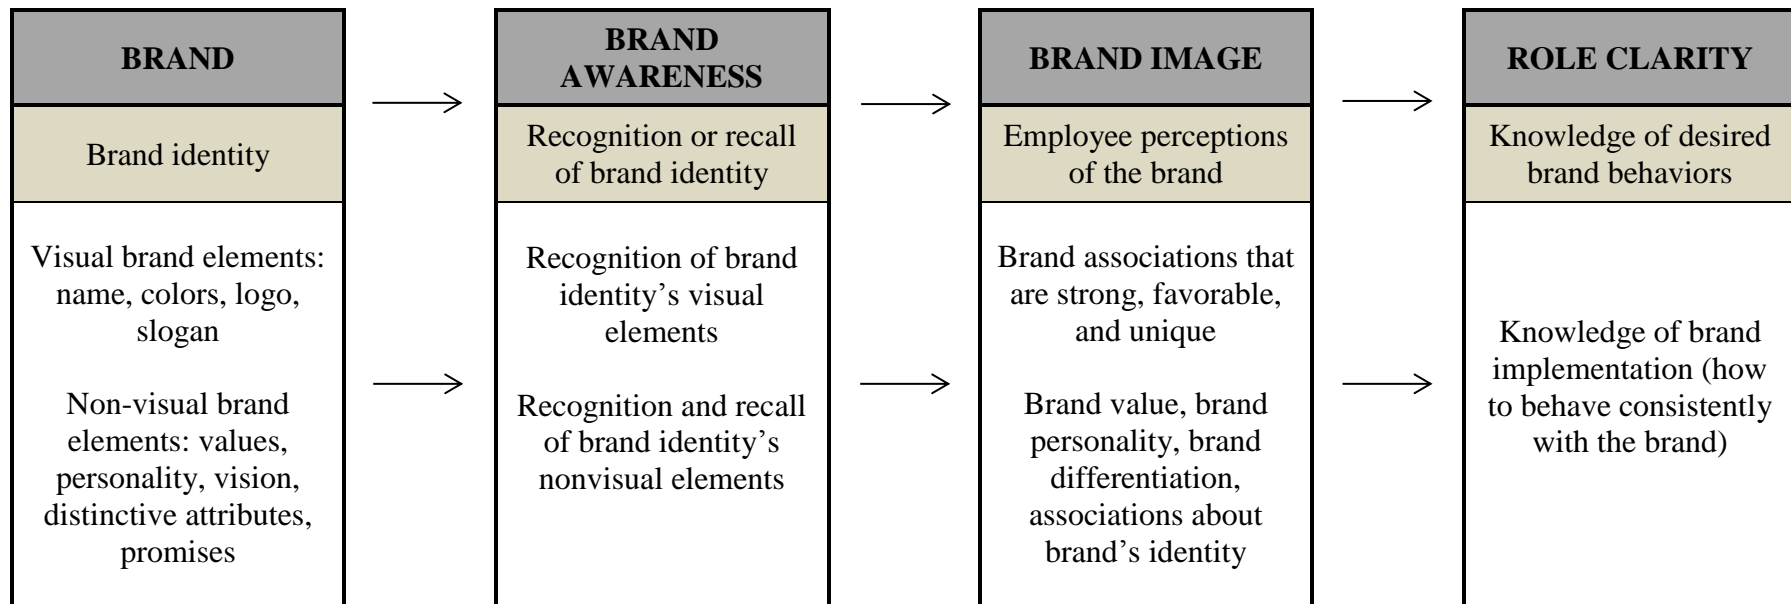 BRAND
Brand identity
Visual brand elements:
name, colors, logo,
slogan
Non-visual brand
elements: values,
personality, vision,
distinctive attributes,
promises
BRAND
AWARENESS
Recognition or recall
of brand identity
Recognition of brand
identity’s visual
elements
Recognition and recall
of brand identity’s
nonvisual elements
BRAND IMAGE
Employee perceptions
of the brand
Brand associations that
are strong, favorable,
and unique
Brand value, brand
personality, brand
differentiation,
associations about
brand’s identity
ROLE CLARITY
Knowledge of desired
brand behaviors
Knowledge of brand
implementation (how
to behave consistently
with the brand)